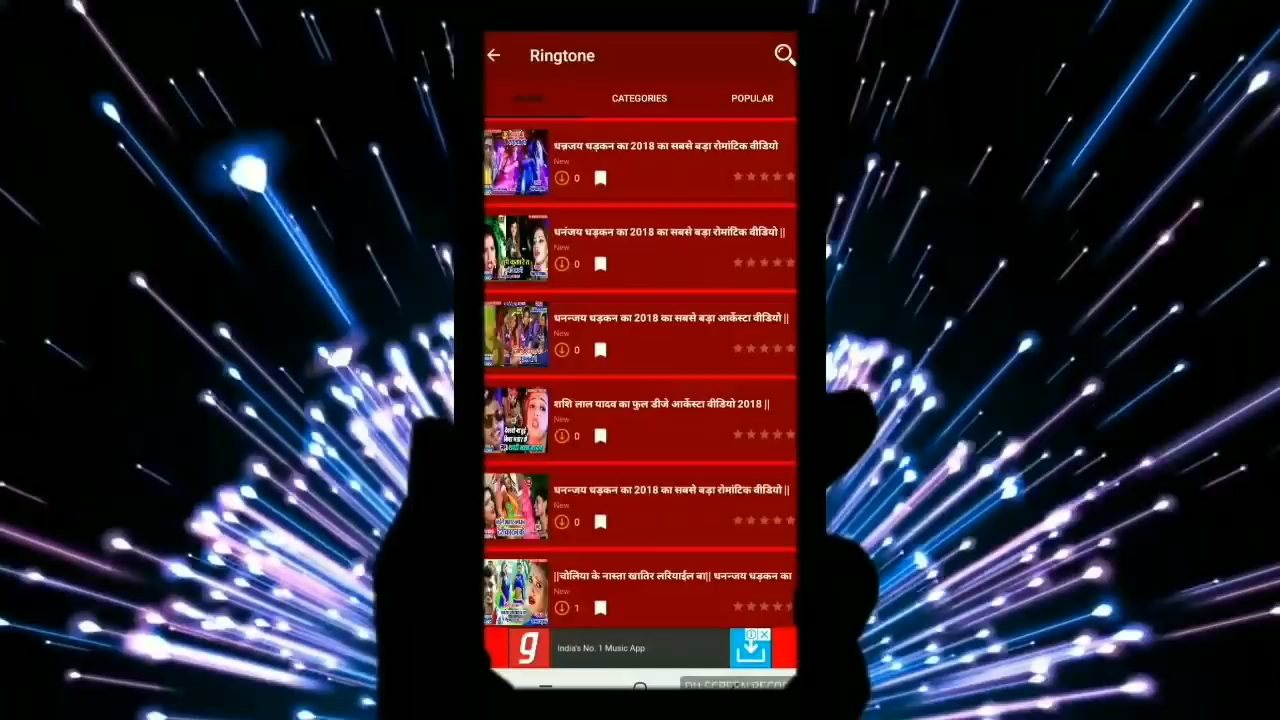 Ringtone
CATEGORIES
POPULAR
धन्नजय धड़कन का 2018 का सबसे बड़ा रोमांटिक वीडियो
New
0
धनंजय धड़कन का 2018 का सबसे बड़ा रोमांटिक वीडियो ||
New
0
धनन्जय धड़कन का 2018 का सबसे बड़ा आर्केस्टा वीडियो ||
New
0
शशि लाल यादव का फुल डीजे आर्केस्टा वीडियो 2018 ||
New
0
धनन्जय धड़कन का 2018 का सबसे बड़ा रोमांटिक वीडियो ||
New
0
||चोलिया के नास्ता खातिर लरियाईल बा|| धनन्जय धड़कन का
New
1
g
India's No. 1 Music App